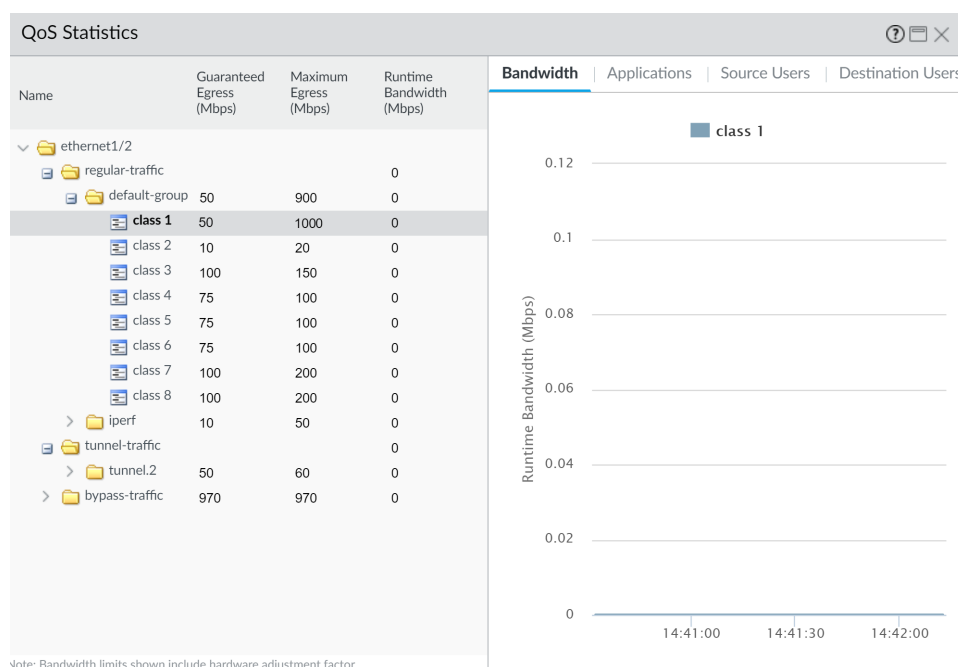 QoS Statistics
Name
Guaranteed Egress (Mbps)
Maximum Egress (Mbps)
Runtime Bandwidth (Mbps)
ethernet1/2
regular-traffic 0
default-group 50 900 0
class 1 50 1000 0
class 2 10 20 0
class 3 100 150 0
class 4 75 100 0
class 5 75 100 0
class 6 75 100 0
class 7 100 200 0
class 8 100 200 0
iperf 10 50 0
tunnel-traffic 0
tunnel.2 50 60 0
bypass-traffic 970 970 0
Note: Bandwidth limits shown include hardware adjustment factor
Bandwidth | Applications | Source Users | Destination Users
class 1
Runtime Bandwidth (Mbps)
0.12
0.1
0.08
0.06
0.04
0.02
0
14:41:00 14:41:30 14:42:00